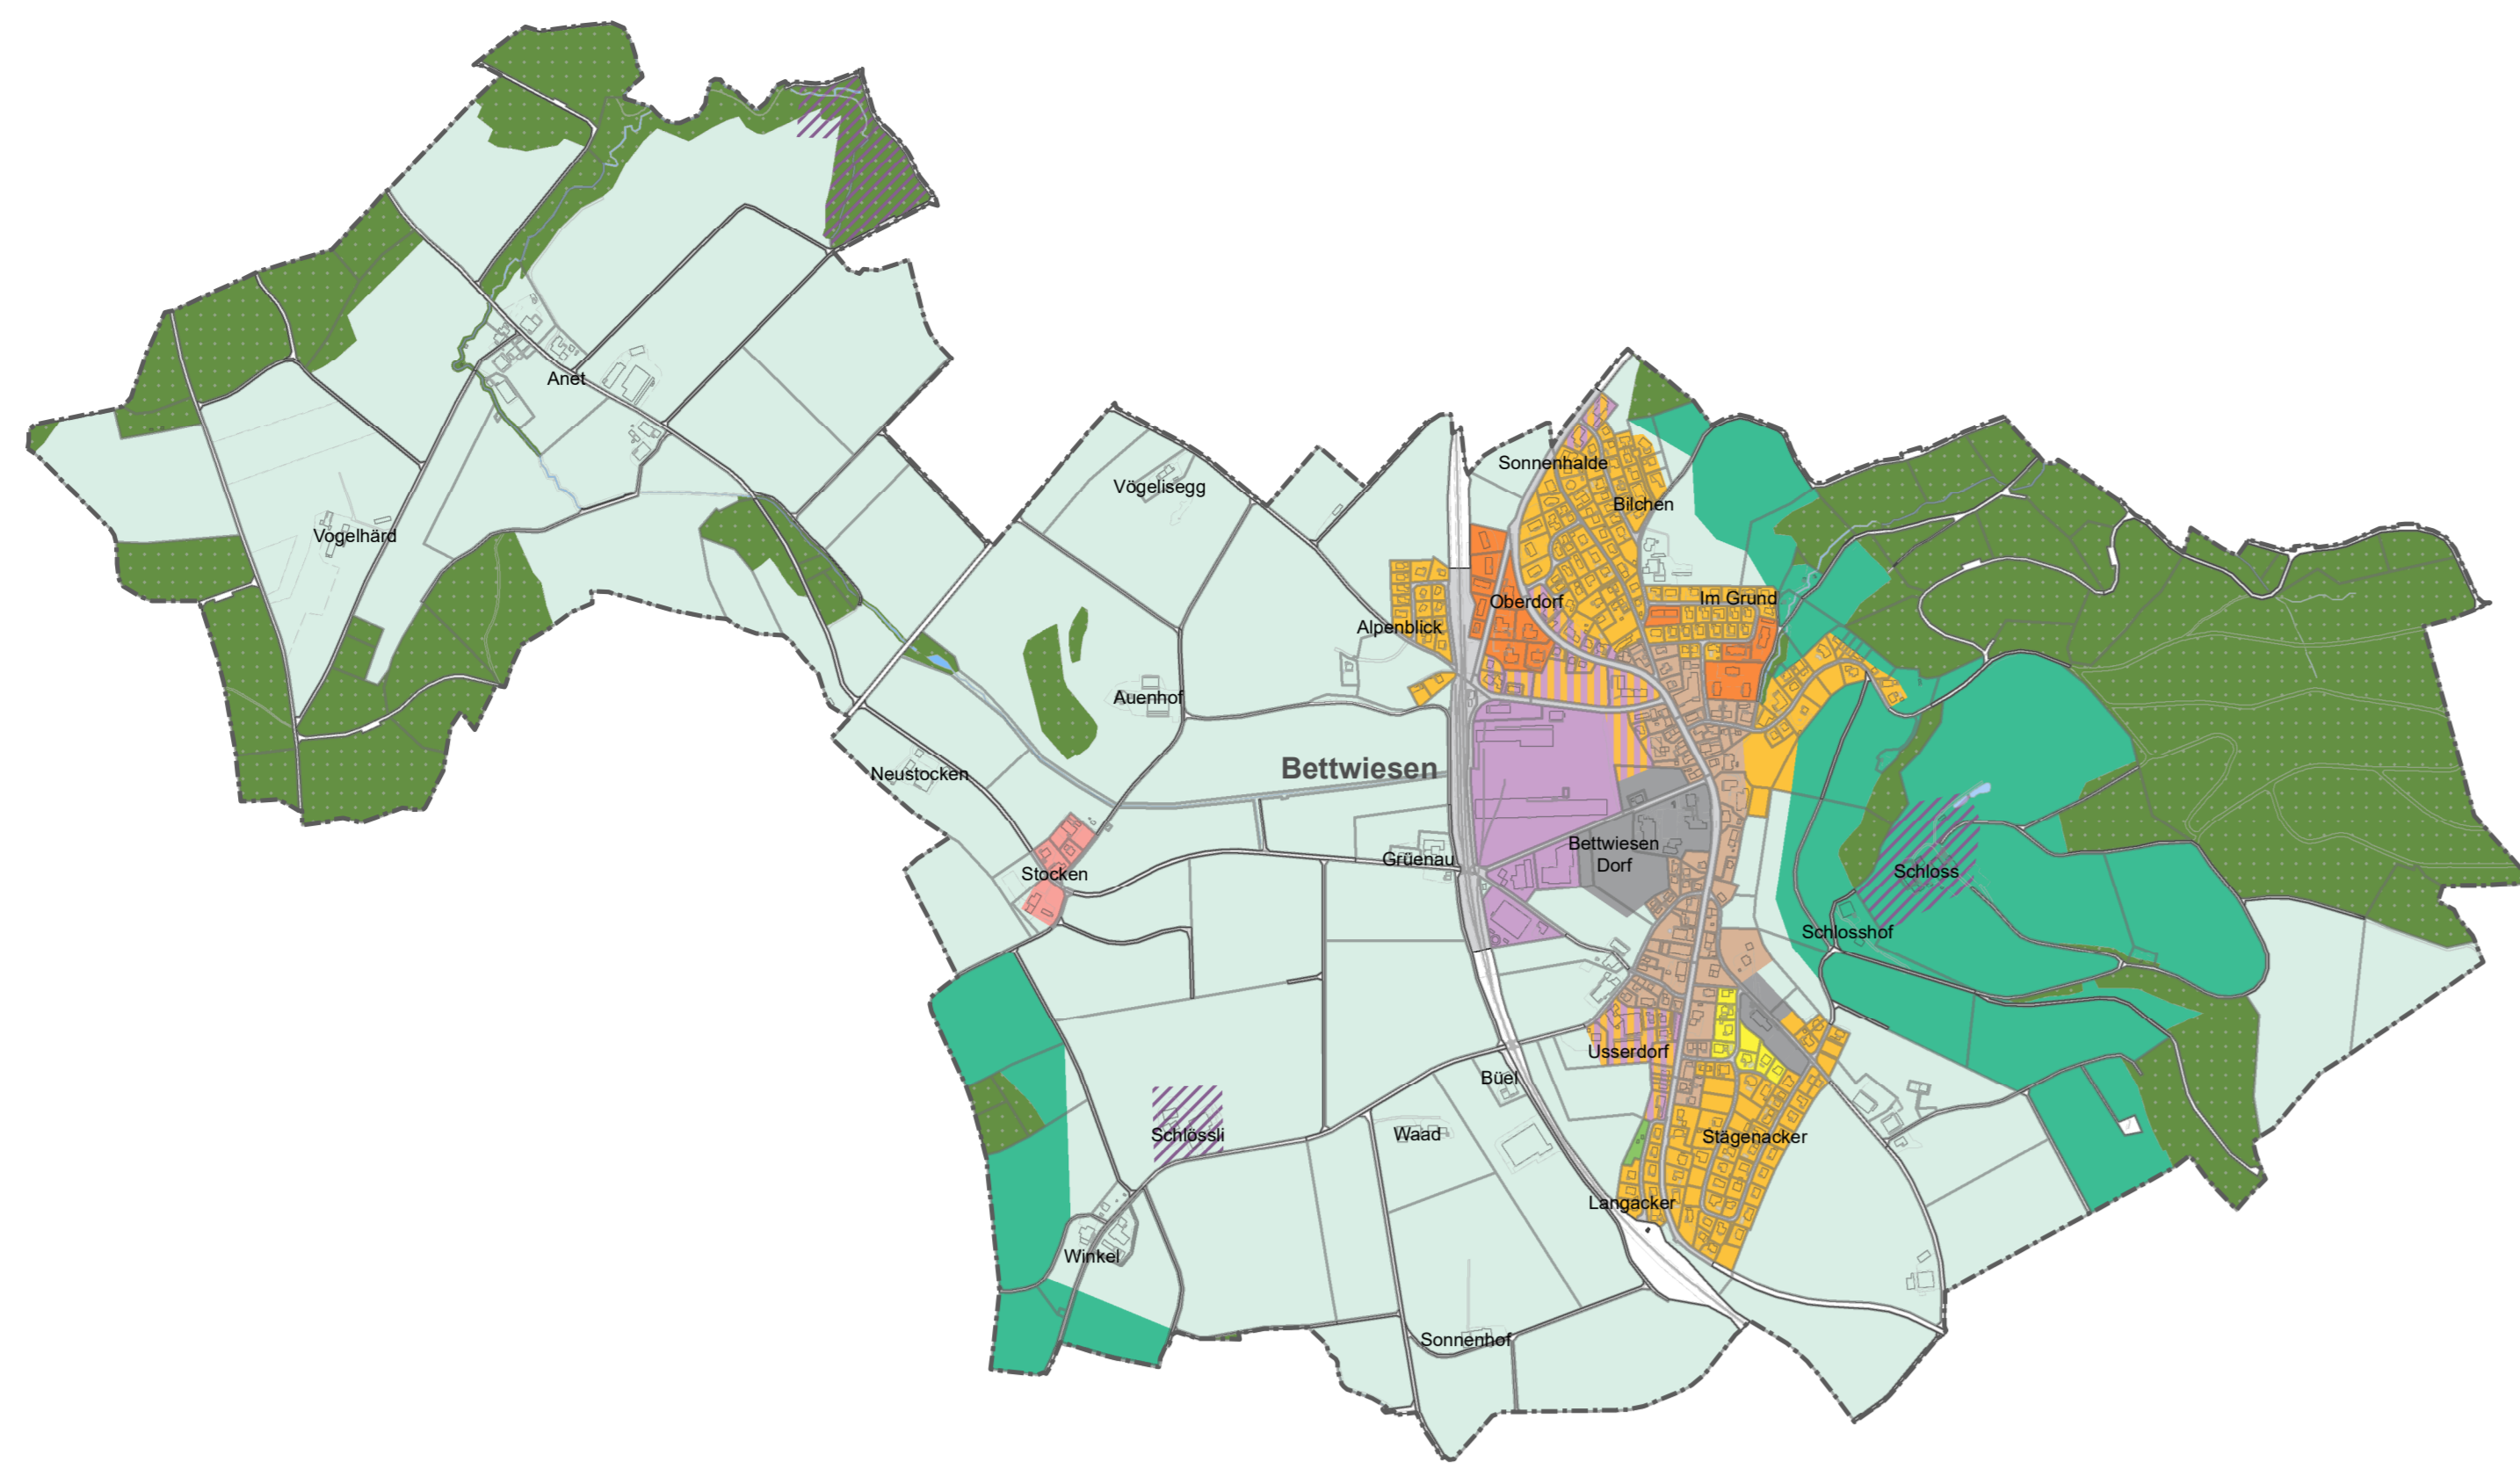 Anet
Sonnenhalde
Vögelisegg
Bilchen
Vogelhärd
Im Grund
Oberdorf
Alpenblick
Auenhof
Bettwiesen
Neustocken
Bettwiesen
Dorf
Grüenau
Stocken
Schloss
Schlosshof
Usserdorf
Büel
Waad
Schlössli
Stägenacker
Langacker
Winkel
Sonnenhof